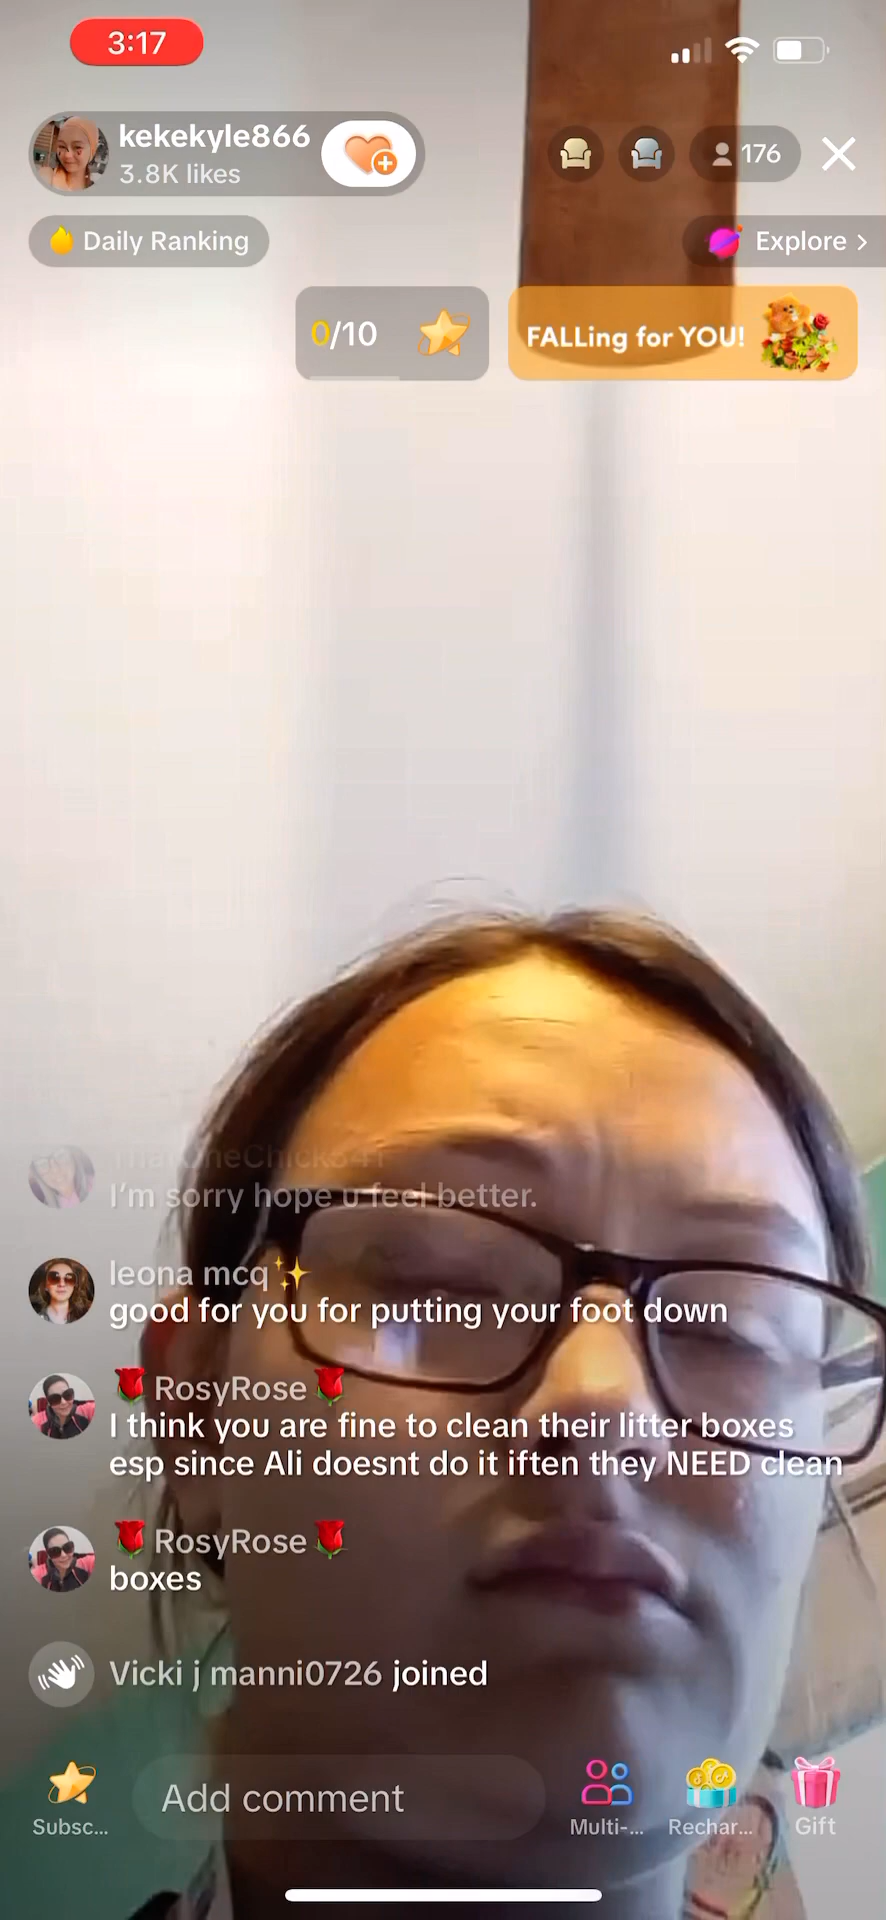 3:17
kekekyle866
3.8K likes
176
Daily Ranking
Explore >
0/10
FALLing for YOU!
I'm sorry hope u feel better.
leona mcq✨
good for you for putting your foot down
🌹RosyRose🌹
I think you are fine to clean their litter boxes
esp since Ali doesnt do it iften they NEED clean
🌹RosyRose🌹
boxes
Vicki j manni0726 joined
Add comment
Subsc...
Multi-...
Rechar...
Gift